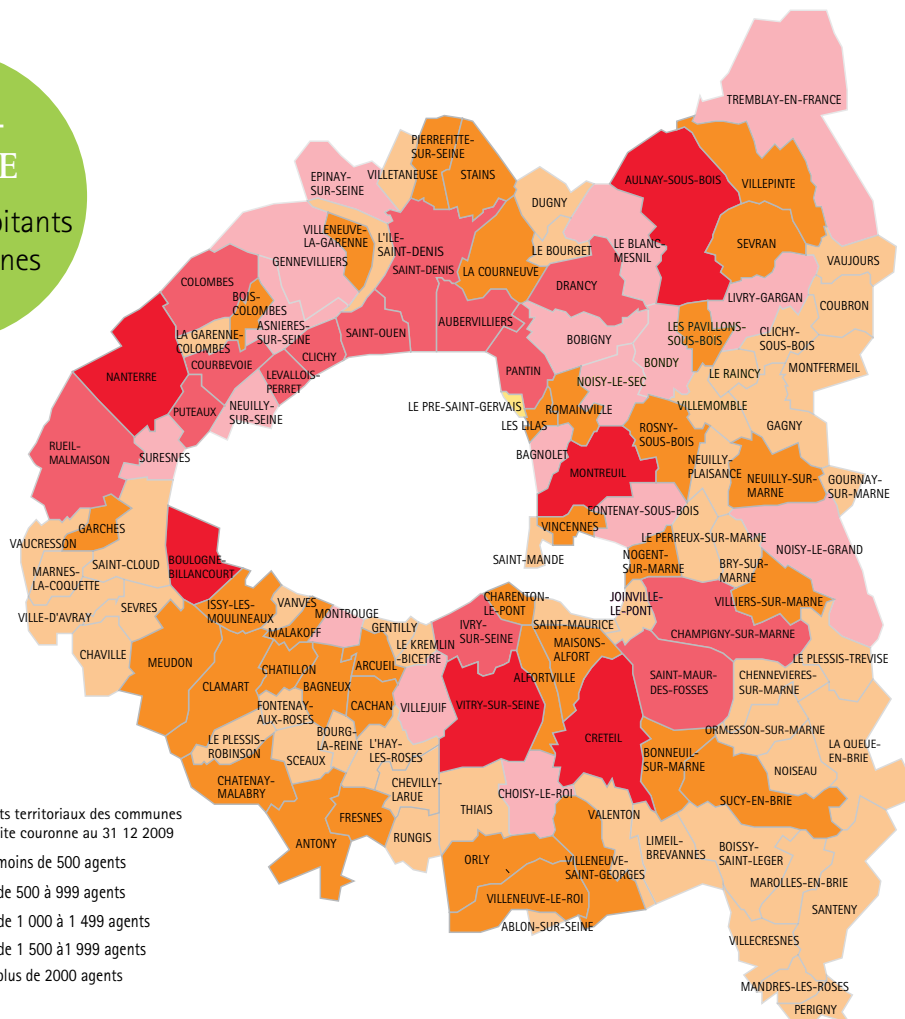 E
nes
TREMBLAY-EN-FRANCE
PIERREFITTE-
SUR-SEINE
EPINAY-
SUR-SEINE
VILLETANEUSE
STAINS
AULNAY-SOUS-BOIS
VILLEPINTE
DUGNY
VILLENEUVE-
LA-GARENNE
L'ILE-
SAINT-DENIS
GENNEVILLIERS
SAINT-DENIS
LA COURNEUVE
LE BOURGET
LE BLANC-
MESNIL
SEVRAN
VAUJOURS
COLOMBES
BOIS-
COLOMBES
DRANCY
LIVRY-GARGAN
COUBRON
LA GARENNE-
COLOMBES
ASNIERES-
SUR-SEINE
SAINT-OUEN
AUBERVILLIERS
BOBIGNY
LES PAVILLONS-
SOUS-BOIS
CLICHY-
SOUS-BOIS
COURBEVOIE
CLICHY
NANTERRE
LEVALLOIS-
PERRET
PANTIN
NOISY-LE-SEC
BONDY
LE RAINCY
MONTFERMEIL
PUTEAUX
NEUILLY-
SUR-SEINE
LE PRE-SAINT-GERVAIS
ROMAINVILLE
VILLEMOMBLE
LES LILAS
ROSNY-
SOUS-BOIS
GAGNY
RUEIL-
MALMAISON
SURESNES
BAGNOLET
MONTREUIL
NEUILLY-
PLAISANCE
NEUILLY-SUR-
MARNE
GOURNAY-
SUR-MARNE
GARCHES
VAUCRESSON
FONTENAY-SOUS-BOIS
VINCENNES
LE PERREUX-SUR-MARNE
NOISY-LE-GRAND
SAINT-CLOUD
BOULOGNE-
BILLANCOURT
SAINT-MANDE
NOGENT-
SUR-MARNE
BRY-SUR-
MARNE
MARNES-
LA-COQUETTE
VILLE-D'AVRAY
SEVRES
ISSY-LES-
MOULINEAUX
VANVES
MONTROUGE
CHARENTON-
LE-PONT
JOINVILLE-
LE-PONT
VILLIERS-SUR-MARNE
MALAKOFF
GENTILLY
IVRY-
SUR-SEINE
SAINT-MAURICE
CHAMPIGNY-SUR-MARNE
LE KREMLIN
-BICETRE
MAISONS-
ALFORT
CHAVILLE
MEUDON
CHATILLON
ARCUEIL
LE PLESSIS-TREVISE
CLAMART
BAGNEUX
ALFORTVILLE
SAINT-MAUR-
DES-FOSSES
CHENNEVIERES-
SUR-MARNE
FONTENAY-
AUX-ROSES
CACHAN
VILLEJUIF
VITRY-SUR-SEINE
LE PLESSIS-
ROBINSON
BOURG-
LA-REINE
CRETEIL
ORMESSON-SUR-MARNE
SCEAUX
L'HAY-
LES-ROSES
BONNEUIL-
SUR-MARNE
LA QUEUE-
EN-BRIE
NOISEAU
CHATENAY-
MALABRY
CHEVILLY-
LARUE
CHOISY-LE-ROI
SUCY-EN-BRIE
FRESNES
THIAIS
VALENTON
ANTONY
RUNGIS
LIMEIL-
BREVANNES
BOISSY-
SAINT-LEGER
ORLY
VILLENEUVE-
SAINT-GEORGES
MAROLLES-EN-BRIE
VILLENEUVE-LE-ROI
SANTENY
ABLON-SUR-SEINE
VILLECRESNES
MANDRES-LES-ROSES
PERIGNY
ts territoriaux des communes
ite couronne au 31 12 2009
moins de 500 agents
de 500 à 999 agents
de 1 000 à 1 499 agents
de 1 500 à1 999 agents
plus de 2000 agents